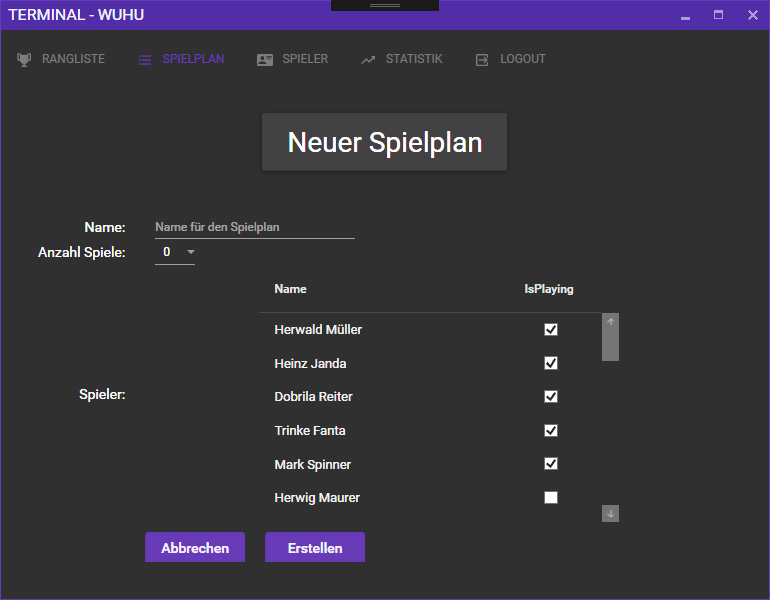 TERMINAL - WUHU
RANGLISTE SPIELPLAN SPIELER STATISTIK LOGOUT
Neuer Spielplan
Name: Name für den Spielplan
Anzahl Spiele: 0
Name IsPlaying
Herwald Müller
Heinz Janda
Spieler:
Dobrila Reiter
Trinke Fanta
Mark Spinner
Herwig Maurer
Abbrechen Erstellen